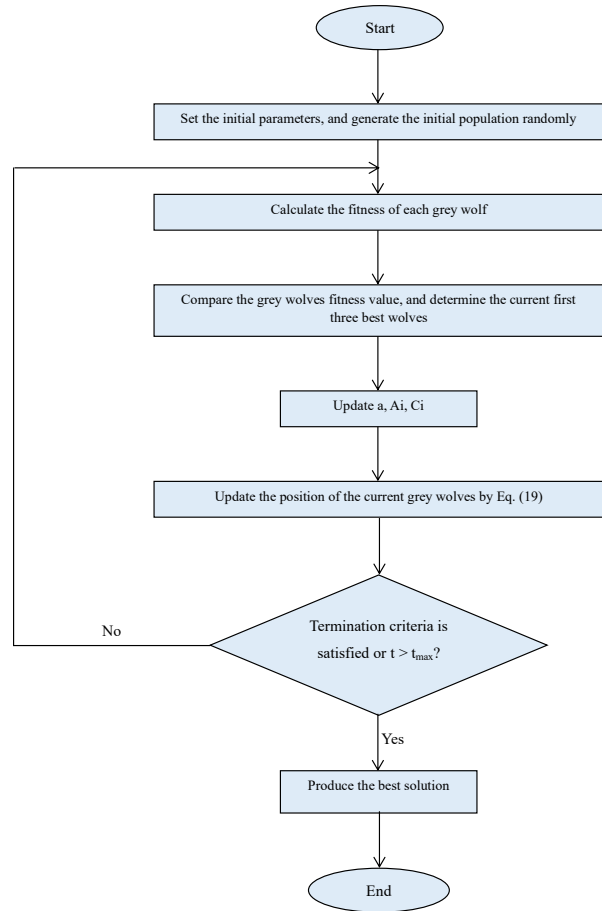 Start
Set the initial parameters, and generate the initial population randomly
Calculate the fitness of each grey wolf
Compare the grey wolves fitness value, and determine the current first
three best wolves
Update a, Ai, Ci
Update the position of the current grey wolves by Eq. (19)
Termination criteria is
satisfied or t > tmax?
No
Yes
Produce the best solution
End